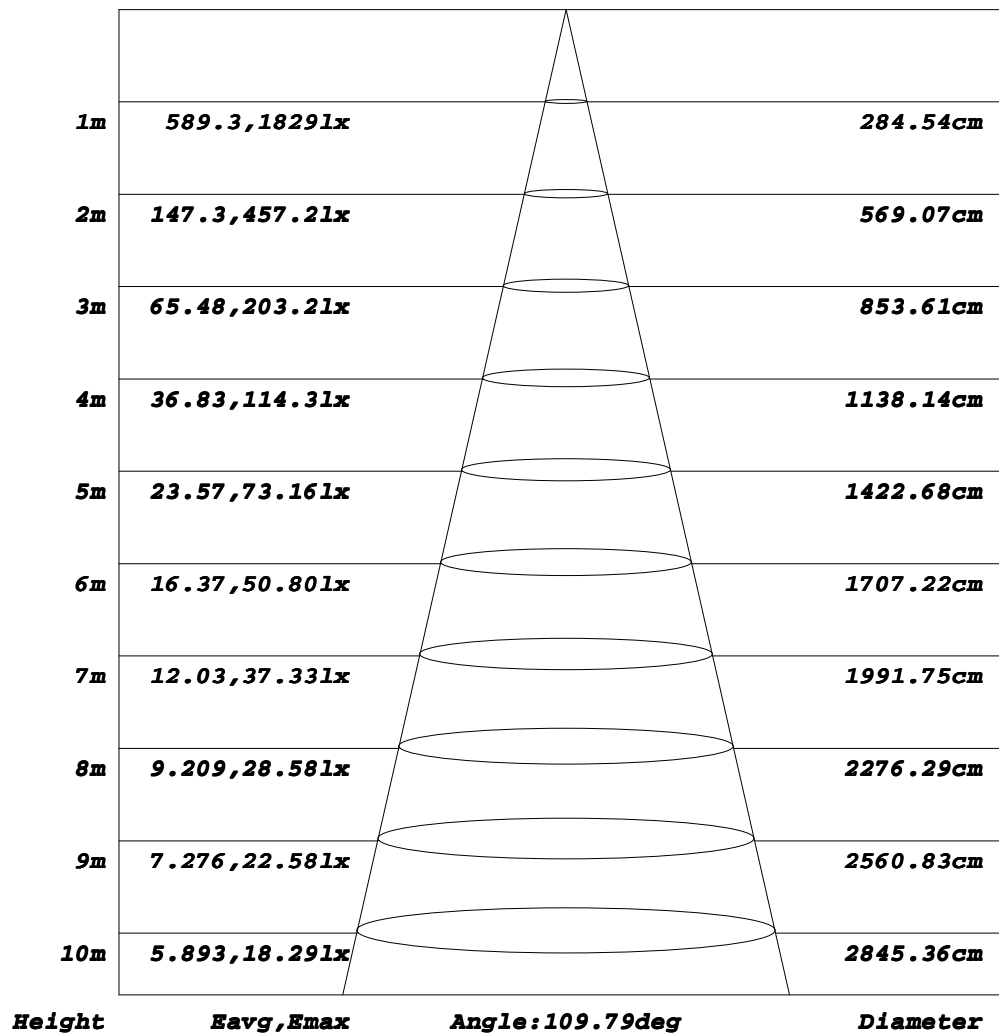 1m 589.3,1829lx 284.54cm
2m 147.3,457.2lx 569.07cm
3m 65.48,203.2lx 853.61cm
4m 36.83,114.3lx 1138.14cm
5m 23.57,73.16lx 1422.68cm
6m 16.37,50.80lx 1707.22cm
7m 12.03,37.33lx 1991.75cm
8m 9.209,28.58lx 2276.29cm
9m 7.276,22.58lx 2560.83cm
10m 5.893,18.29lx 2845.36cm
Height Eavg,Emax Angle:109.79deg Diameter